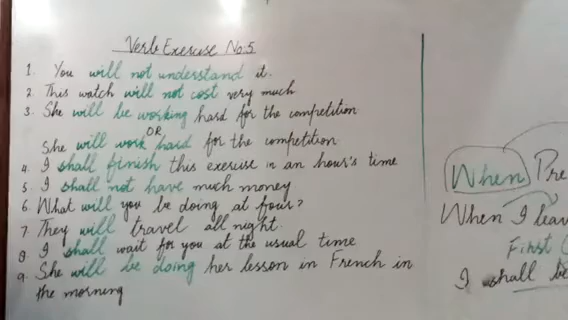 Verb Exercise No:5
1. You will not understand it.
2. This watch will not cost very much
3. She will be working hard for the competition
OR
She will work hard for the competition.
4. I shall finish this exercise in an hour's time
5. I shall not have much money
6. What will you be doing at four?
7. They will travel all night.
8. I shall wait for you at the usual time
9. She will be doing her lesson in French in
the morning
When Pre
When I leav
First
I shall be